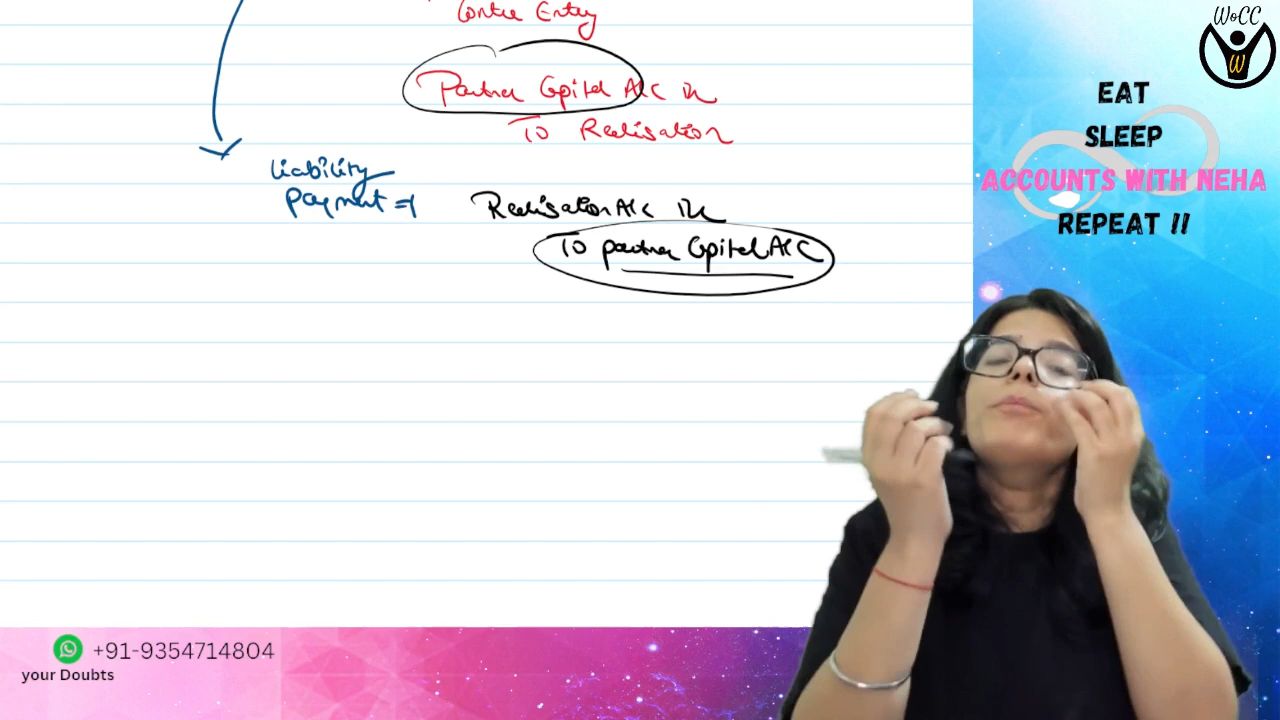 Contra Entry
Partner Capital A/C Dr
To Realisation
Liability
Payment ⇒
Realisation A/C Dr
To partner Capital A/C
WOCC
W
EAT
SLEEP
ACCOUNTS WITH NEHA
REPEAT !!
+91-9354714804
your Doubts